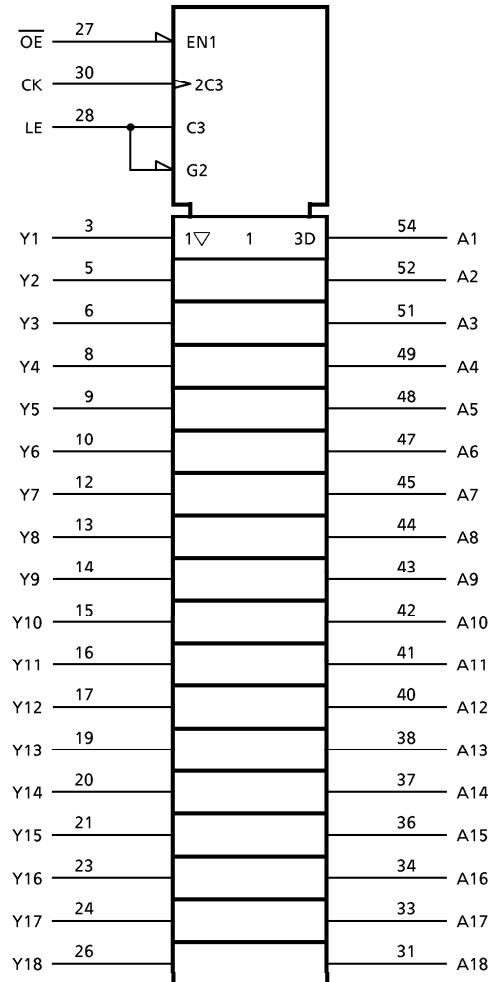 O̅E̅ 27 EN1
CK 30 2C3
LE 28 C3
G2
Y1 3 1▽ 1 3D 54 A1
Y2 5 52 A2
Y3 6 51 A3
Y4 8 49 A4
Y5 9 48 A5
Y6 10 47 A6
Y7 12 45 A7
Y8 13 44 A8
Y9 14 43 A9
Y10 15 42 A10
Y11 16 41 A11
Y12 17 40 A12
Y13 19 38 A13
Y14 20 37 A14
Y15 21 36 A15
Y16 23 34 A16
Y17 24 33 A17
Y18 26 31 A18